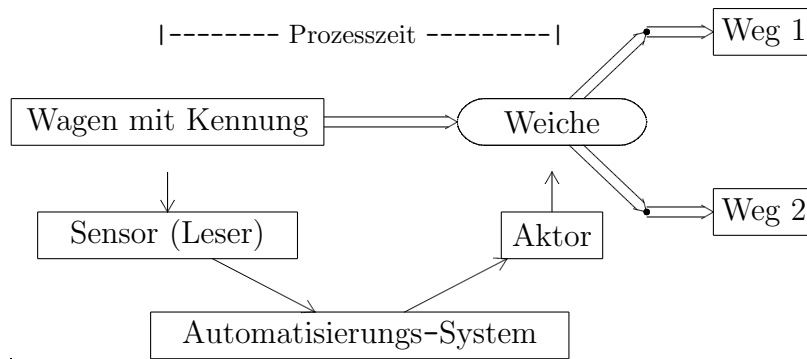 Prozesszeit
Weg 1
Wagen mit Kennung
Weiche
Sensor (Leser)
Aktor
Weg 2
Automatisierungs-System